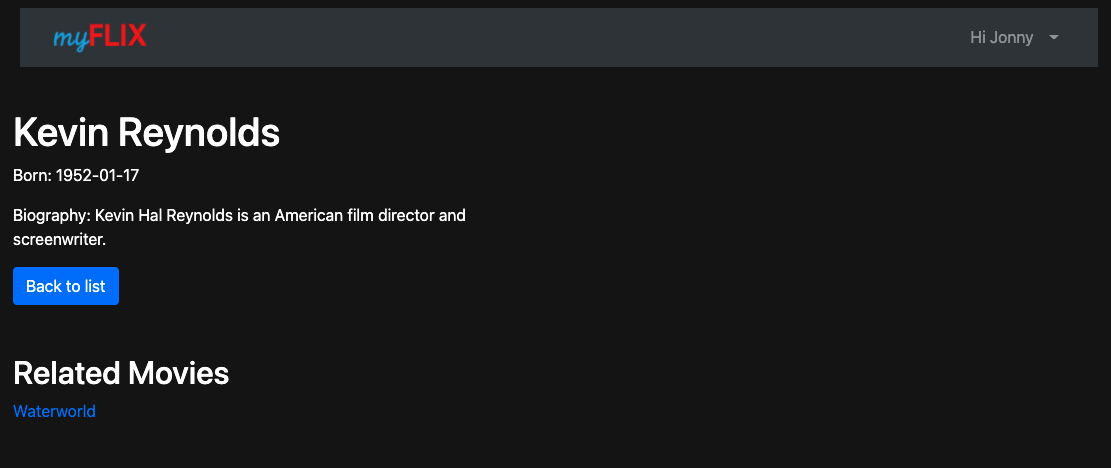 myFLIX
Hi Jonny
Kevin Reynolds
Born: 1952-01-17
Biography: Kevin Hal Reynolds is an American film director and
screenwriter.
Back to list
Related Movies
Waterworld